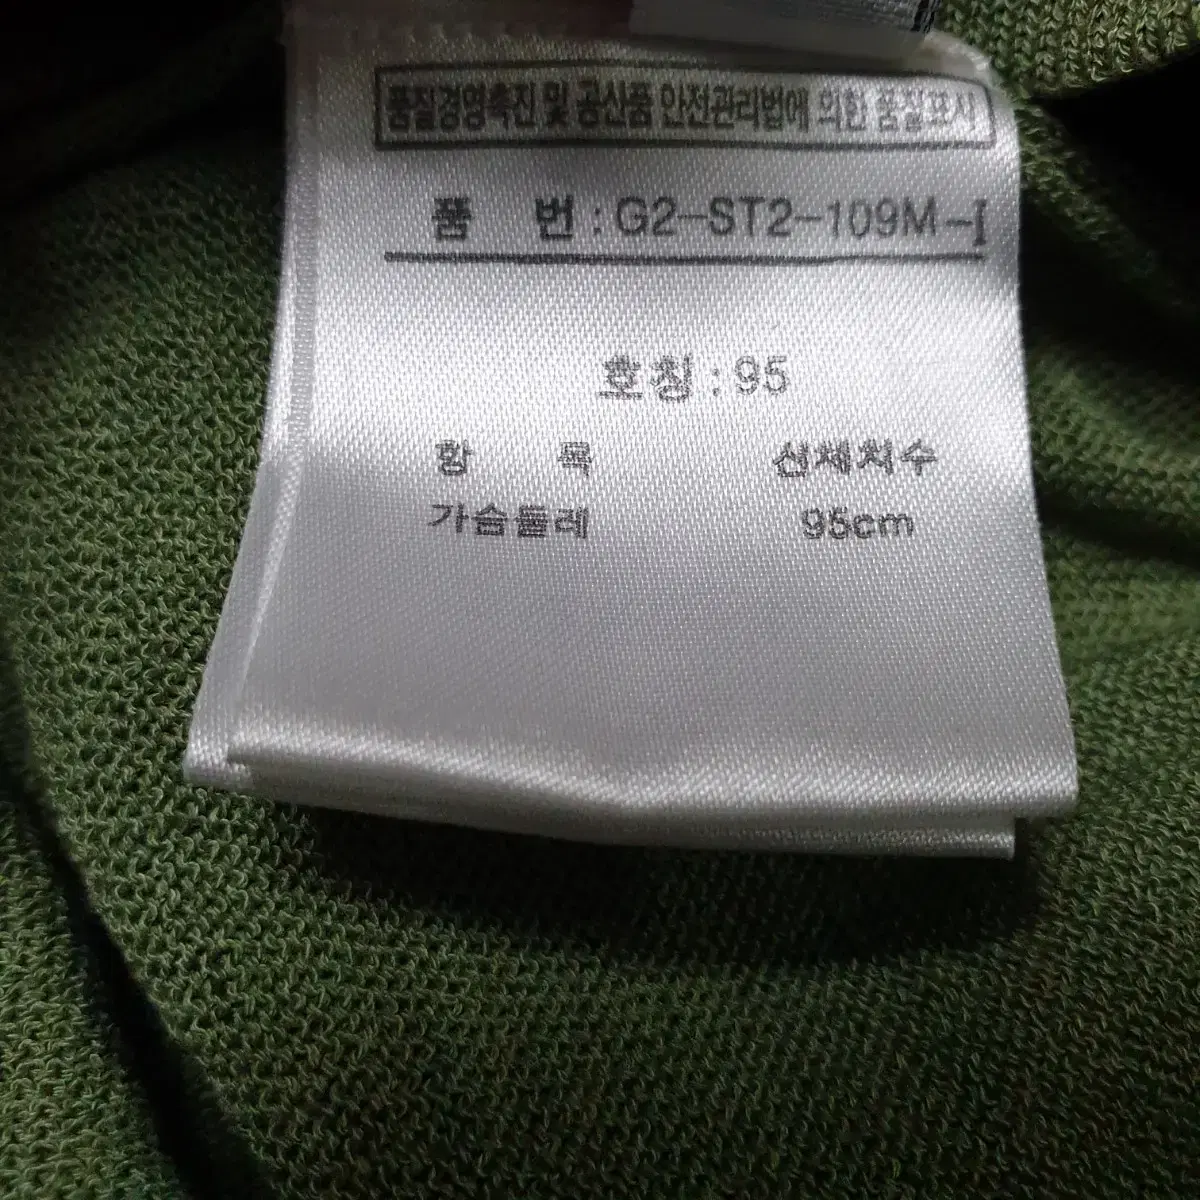 품질경영촉진 및 공산품 안전관리법에 의한 품질표시
품 번 : G2-ST2-109M-I
호칭 : 95
항 목 신체치수
가슴둘레 95cm